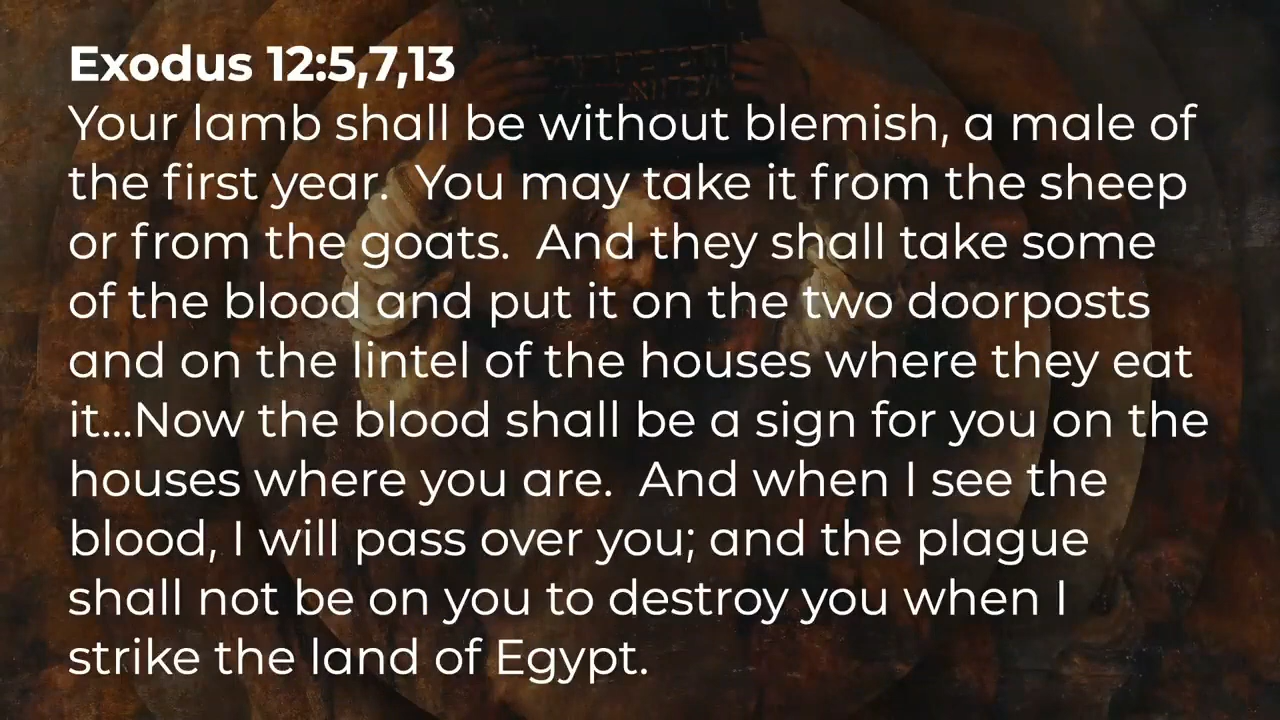 Exodus 12:5,7,13
Your lamb shall be without blemish, a male of
the first year.  You may take it from the sheep
or from the goats.  And they shall take some
of the blood and put it on the two doorposts
and on the lintel of the houses where they eat
it...Now the blood shall be a sign for you on the
houses where you are.  And when I see the
blood, I will pass over you; and the plague
shall not be on you to destroy you when I
strike the land of Egypt.